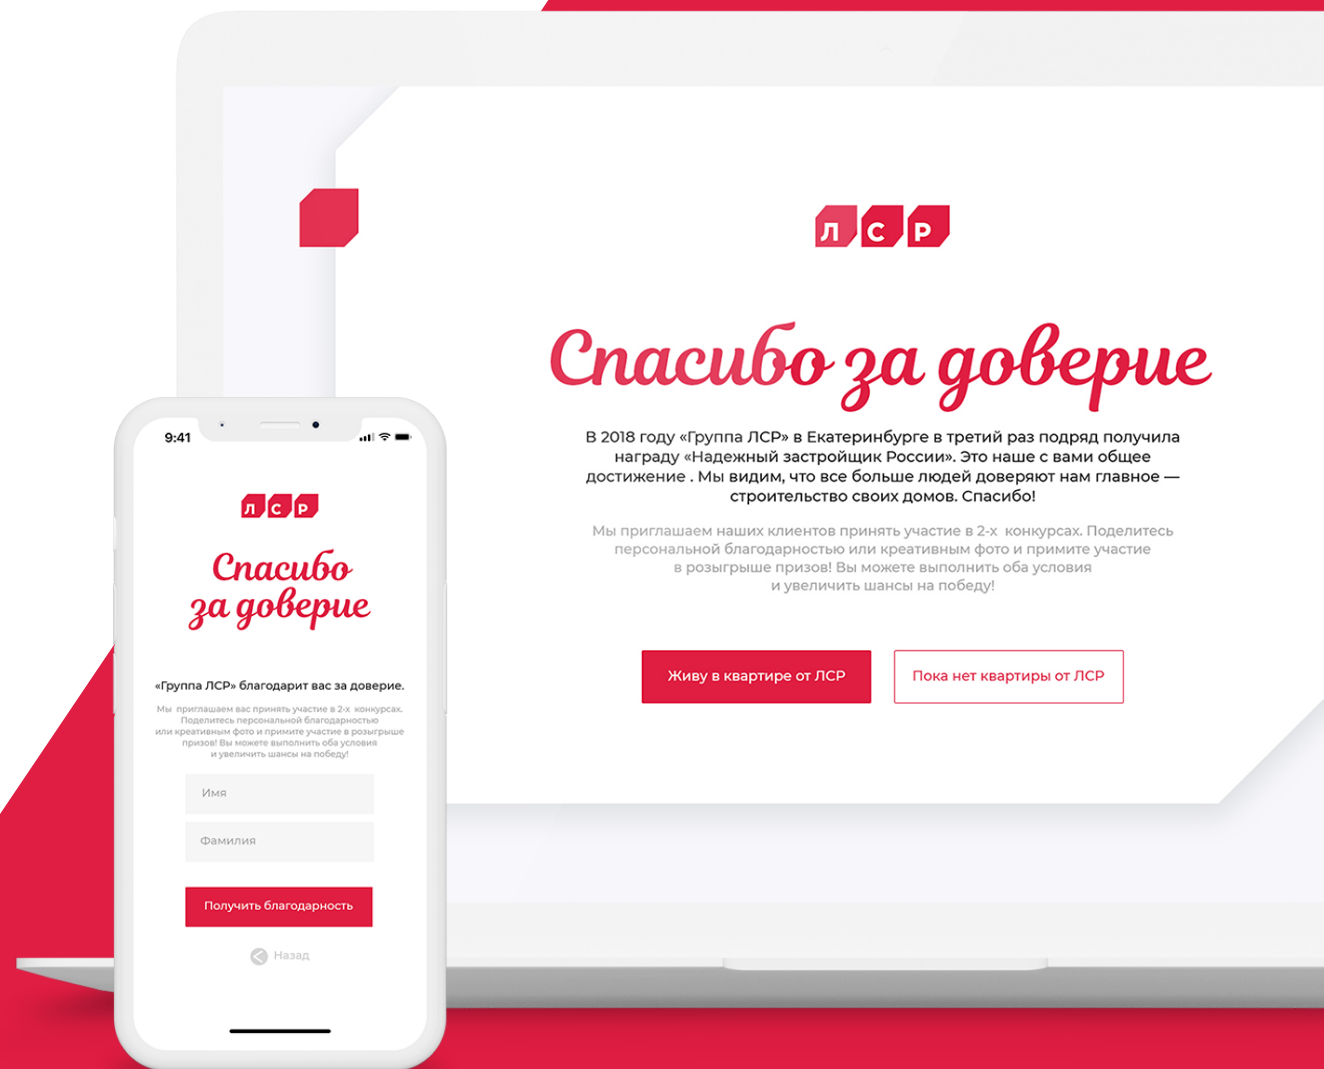 ЛСР
Спасибо за доверие
В 2018 году «Группа ЛСР» в Екатеринбурге в третий раз подряд получила
награду «Надежный застройщик России». Это наше с вами общее
достижение . Мы видим, что все больше людей доверяют нам главное —
строительство своих домов. Спасибо!
Мы приглашаем наших клиентов принять участие в 2-х  конкурсах. Поделитесь
персональной благодарностью или креативным фото и примите участие
в розыгрыше призов! Вы можете выполнить оба условия
и увеличить шансы на победу!
Живу в квартире от ЛСР
Пока нет квартиры от ЛСР
9:41
ЛСР
Спасибо
за доверие
«Группа ЛСР» благодарит вас за доверие.
Мы  приглашаем вас принять участие в 2-х  конкурсах.
Поделитесь персональной благодарностью
или креативным фото и примите участие в розыгрыше
призов! Вы можете выполнить оба условия
и увеличить шансы на победу!
Имя
Фамилия
Получить благодарность
Назад